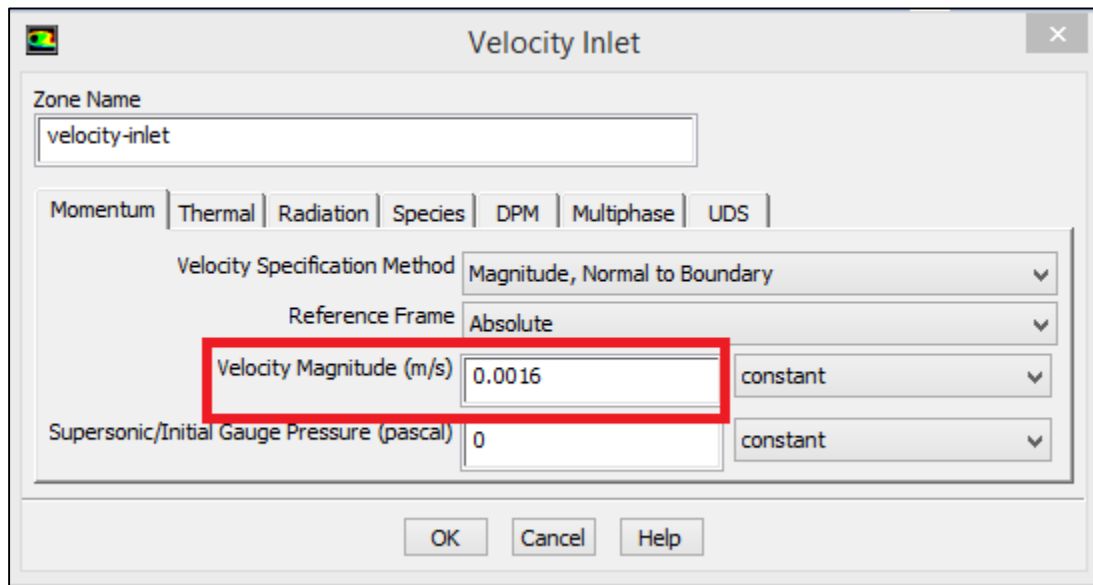 Velocity Inlet
Zone Name
velocity-inlet
Momentum Thermal Radiation Species DPM Multiphase UDS
Velocity Specification Method Magnitude, Normal to Boundary
Reference Frame Absolute
Velocity Magnitude (m/s) 0.0016 constant
Supersonic/Initial Gauge Pressure (pascal) 0 constant
OK Cancel Help